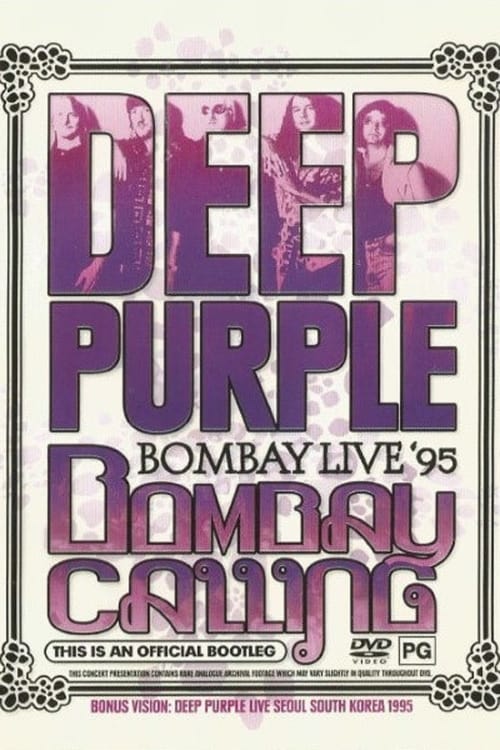 DEEP
PURPLE
BOMBAY LIVE '95
BOMBAY
CALLING
THIS IS AN OFFICIAL BOOTLEG
DVD
VIDEO
PG
THIS CONCERT PRESENTATION CONTAINS RARE ANALOGUE ARCHIVAL FOOTAGE WHICH MAY VARY SLIGHTLY IN QUALITY THROUGHOUT DVD.
BONUS VISION: DEEP PURPLE LIVE SEOUL SOUTH KOREA 1995